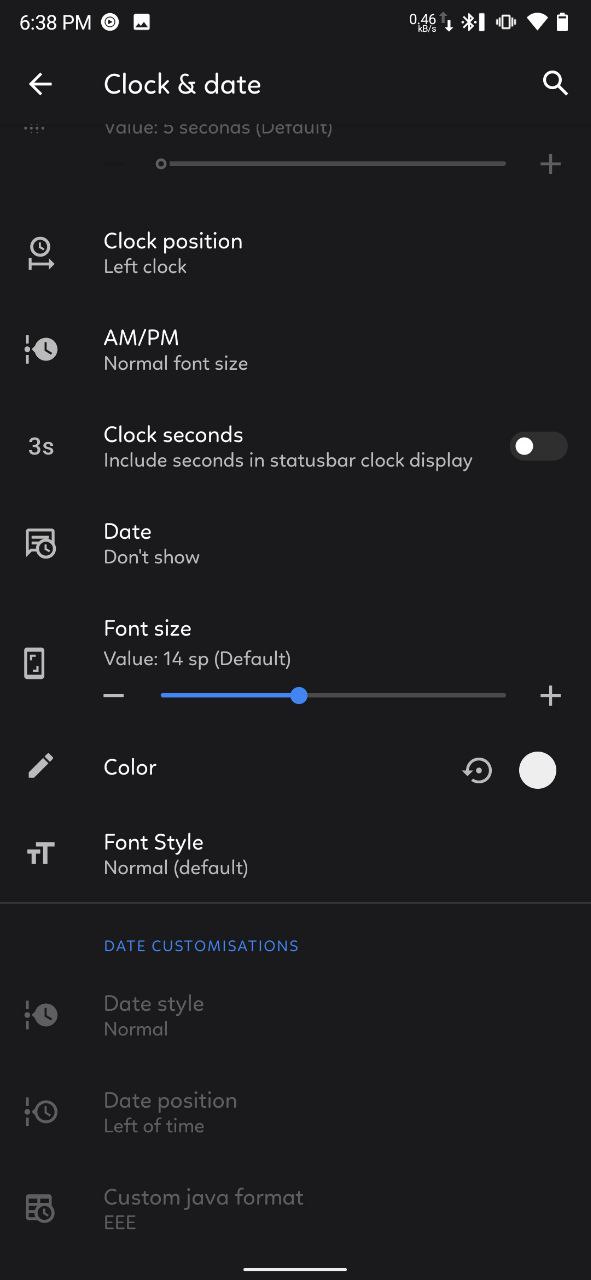 6:38 PM
0.46
kB/s
Clock & date
Value: 5 seconds (Default)
Clock position
Left clock
AM/PM
Normal font size
3s
Clock seconds
Include seconds in statusbar clock display
Date
Don't show
Font size
Value: 14 sp (Default)
Color
Font Style
Normal (default)
DATE CUSTOMISATIONS
Date style
Normal
Date position
Left of time
Custom java format
EEE